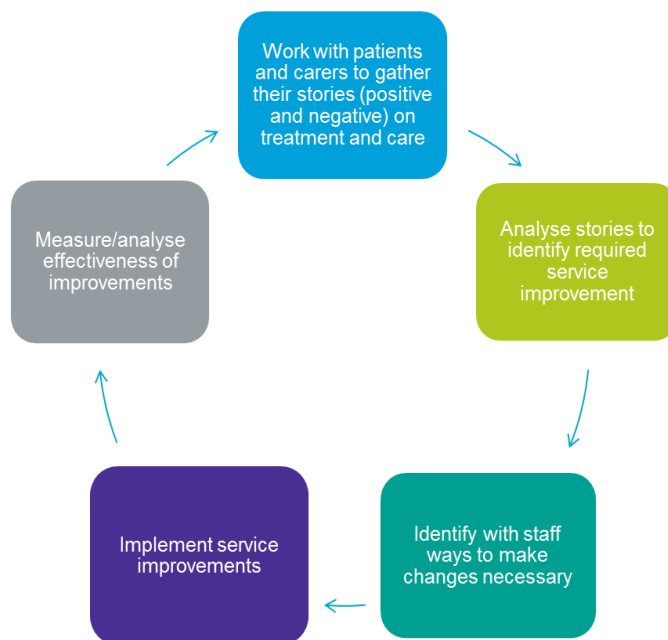 Work with patients
and carers to gather
their stories (positive
and negative) on
treatment and care
Analyse stories to
identify required
service
improvement
Identify with staff
ways to make
changes necessary
Implement service
improvements
Measure/analyse
effectiveness of
improvements